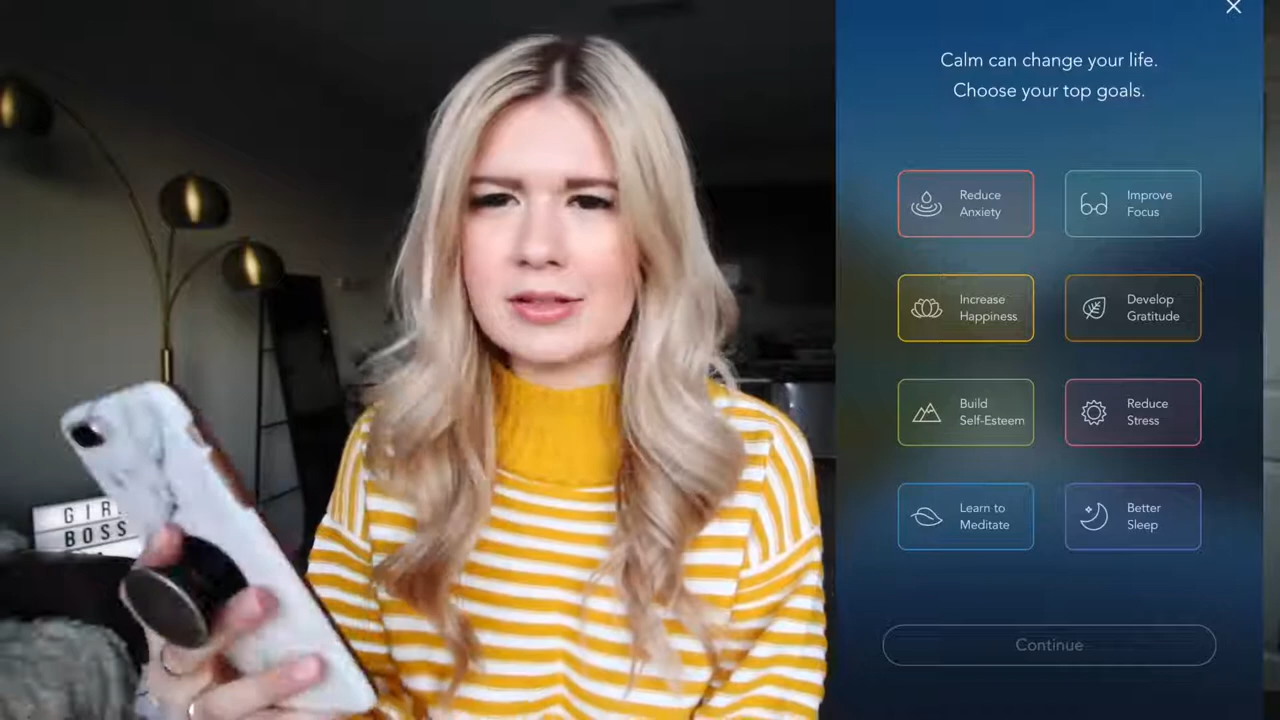 Calm can change your life.
Choose your top goals.
Reduce
Anxiety
Improve
Focus
Increase
Happiness
Develop
Gratitude
Build
Self-Esteem
Reduce
Stress
Learn to
Meditate
Better
Sleep
Continue
GIR
BOSS